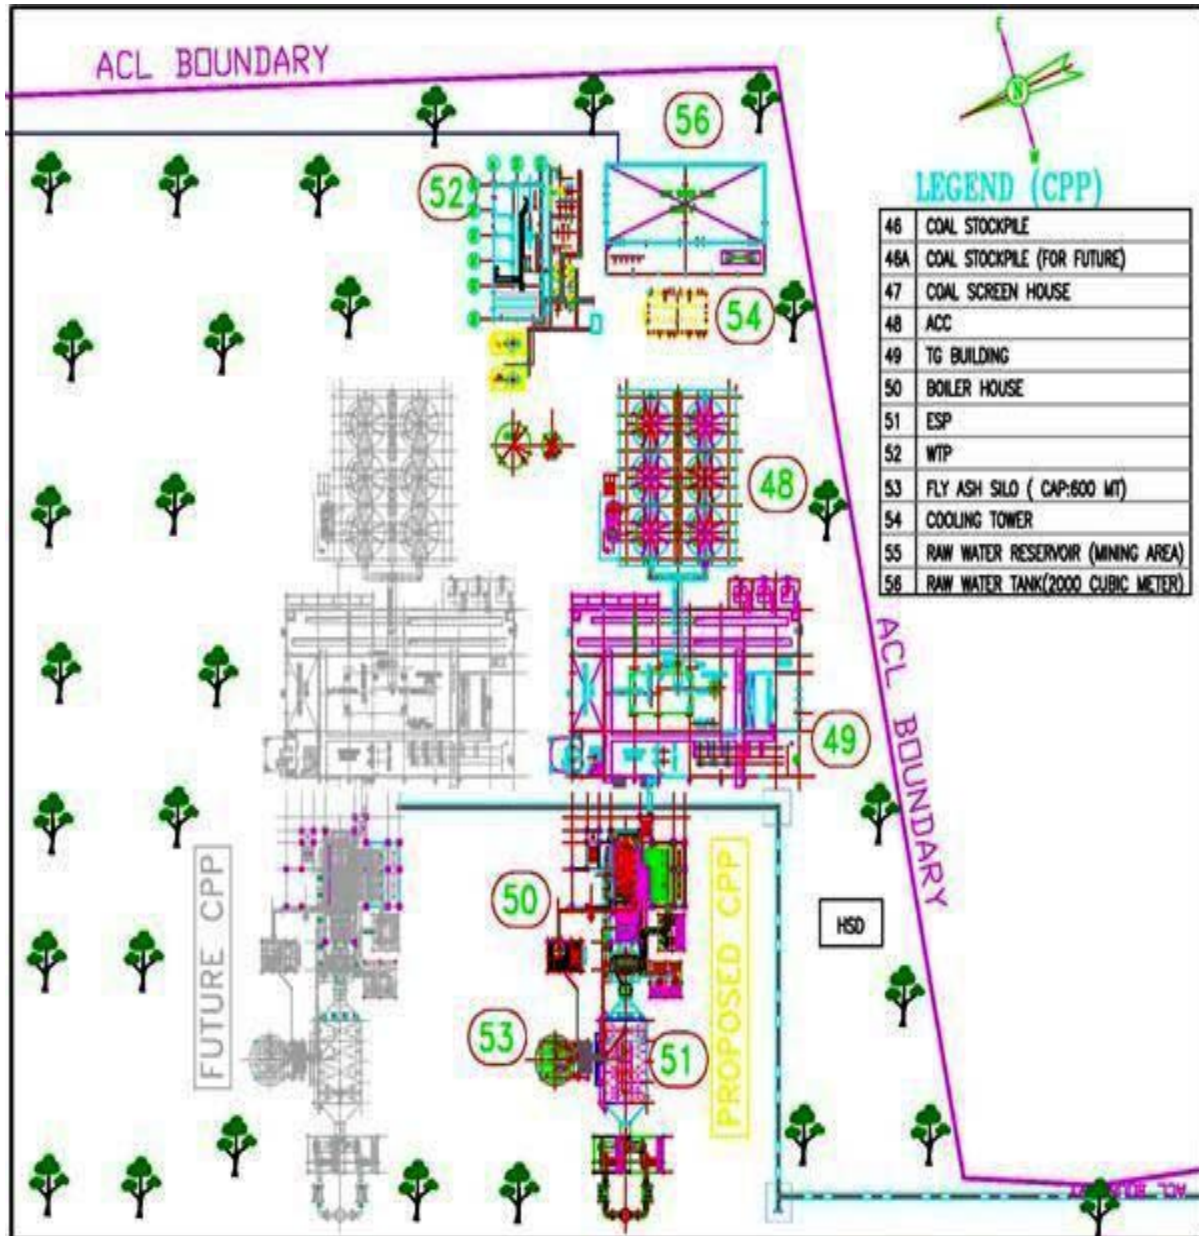 ACL BOUNDARY
E
N
W
56
LEGEND (CPP)
52
46 COAL STOCKPILE
46A COAL STOCKPILE (FOR FUTURE)
47 COAL SCREEN HOUSE
48 ACC
49 TG BUILDING
50 BOILER HOUSE
51 ESP
52 WTP
53 FLY ASH SILO ( CAP:600 MT)
54 COOLING TOWER
55 RAW WATER RESERVOIR (MINING AREA)
56 RAW WATER TANK(2000 CUBIC METER)
54
48
ACL BOUNDARY
49
FUTURE CPP
50
PROPOSED CPP
HSD
53
51
ACL BOUNDARY